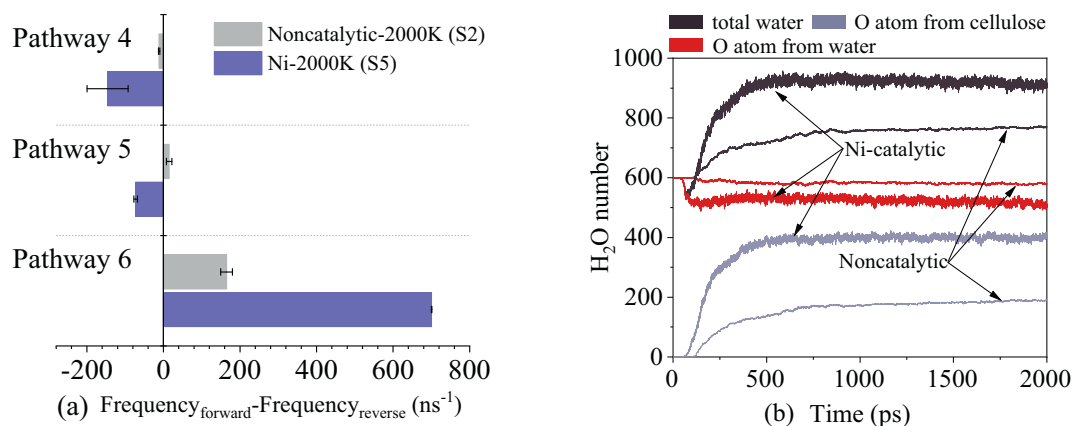 Pathway 4
Noncatalytic-2000K (S2)
Ni-2000K (S5)
Pathway 5
Pathway 6
-200 0 200 400 600 800
(a) Frequency_forward-Frequency_reverse (ns⁻¹)
total water O atom from cellulose
O atom from water
1000
800
600
400
200
0
H₂O number
Ni-catalytic
Noncatalytic
0 500 1000 1500 2000
(b) Time (ps)